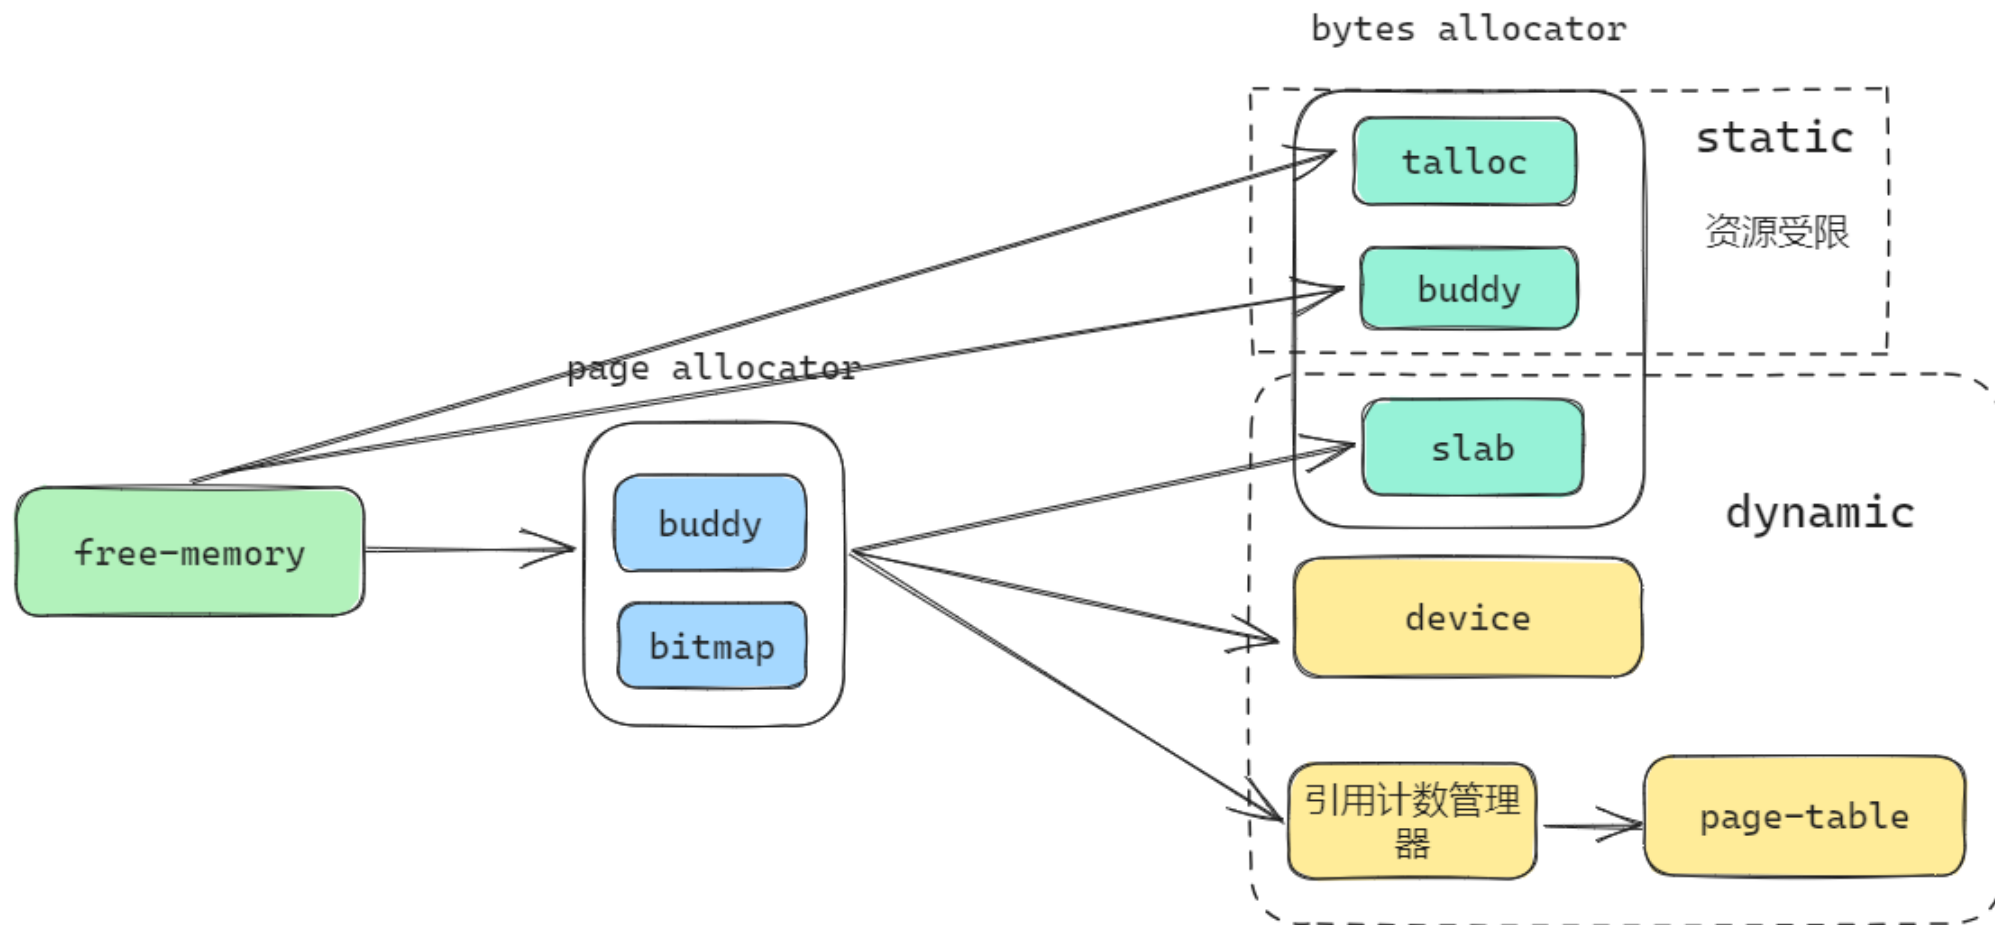 bytes allocator
static
talloc
资源受限
buddy
page allocator
slab
dynamic
buddy
free-memory
bitmap
device
引用计数管理
器
page-table